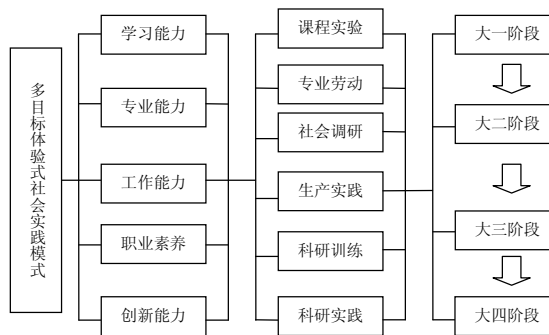 多目标体验式社会实践模式
学习能力
专业能力
工作能力
职业素养
创新能力
课程实验
专业劳动
社会调研
生产实践
科研训练
科研实践
大一阶段
大二阶段
大三阶段
大四阶段